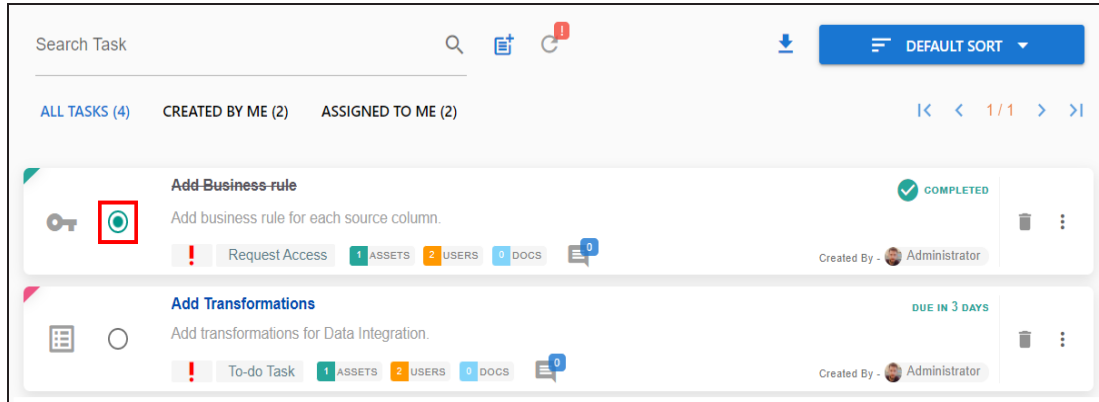 Search Task
!
DEFAULT SORT
ALL TASKS (4) CREATED BY ME (2) ASSIGNED TO ME (2)
1 / 1
Add Business rule
COMPLETED
Add business rule for each source column.
! Request Access 1 ASSETS 2 USERS 0 DOCS 0
Created By - Administrator
Add Transformations
DUE IN 3 DAYS
Add transformations for Data Integration.
! To-do Task 1 ASSETS 2 USERS 0 DOCS 0
Created By - Administrator